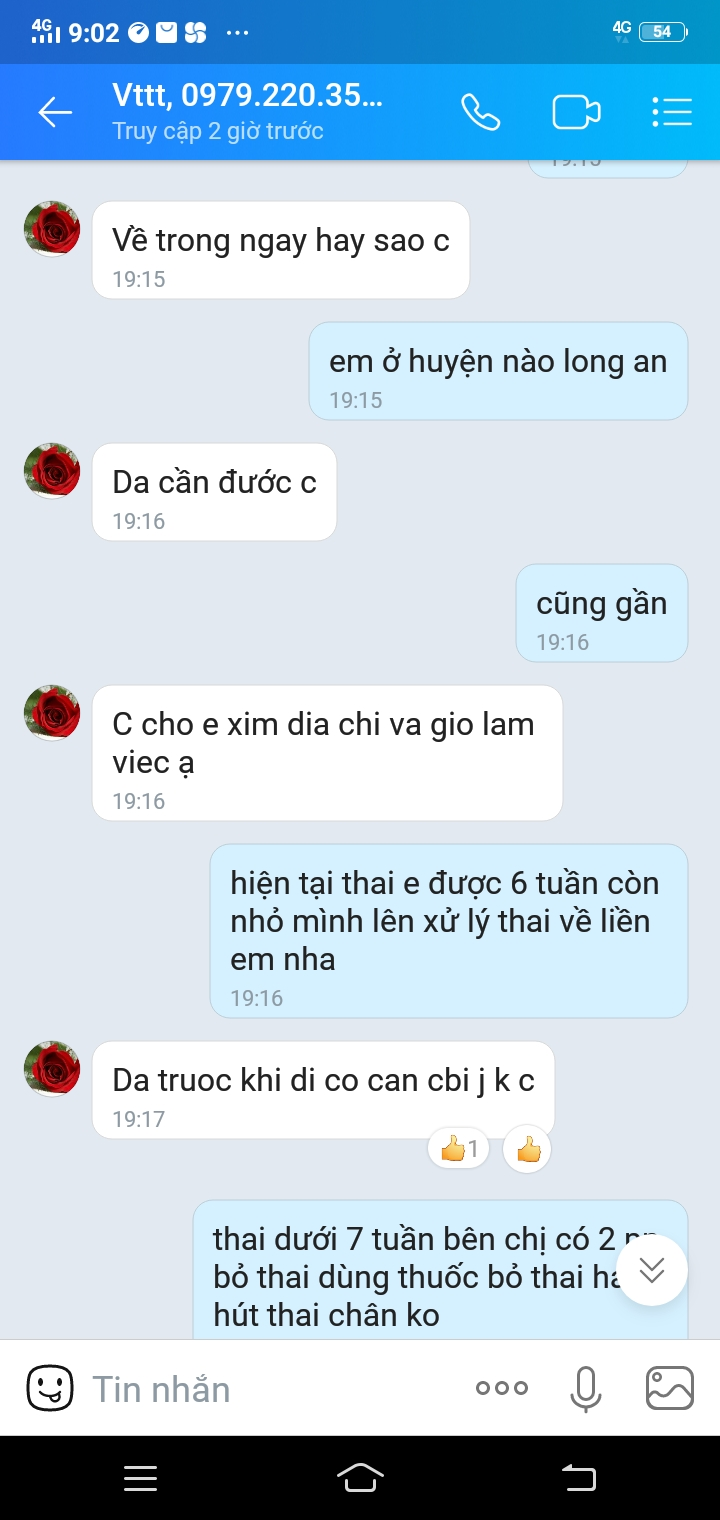 4G 9:02 ... 4G 54
Vttt, 0979.220.35...
Truy cập 2 giờ trước
Về trong ngay hay sao c
19:15
em ở huyện nào long an
19:15
Da cần đước c
19:16
cũng gần
19:16
C cho e xim dia chi va gio lam
viec ạ
19:16
hiện tại thai e được 6 tuần còn
nhỏ mình lên xử lý thai về liền
em nha
19:16
Da truoc khi di co can cbi j k c
19:17
1
thai dưới 7 tuần bên chị có 2
bỏ thai dùng thuốc bỏ thai
hút thai chân ko
Tin nhắn